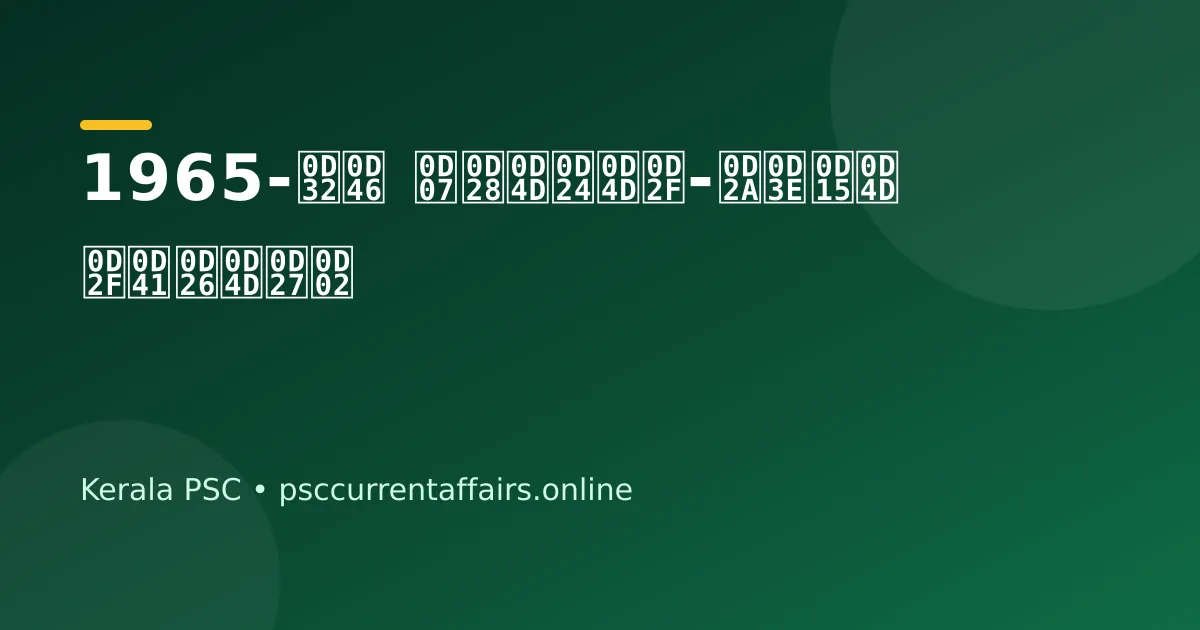 1965-ലെ ഇന്ത്യ-പാക്
യുദ്ധം
Kerala PSC • psccurrentaffairs.online